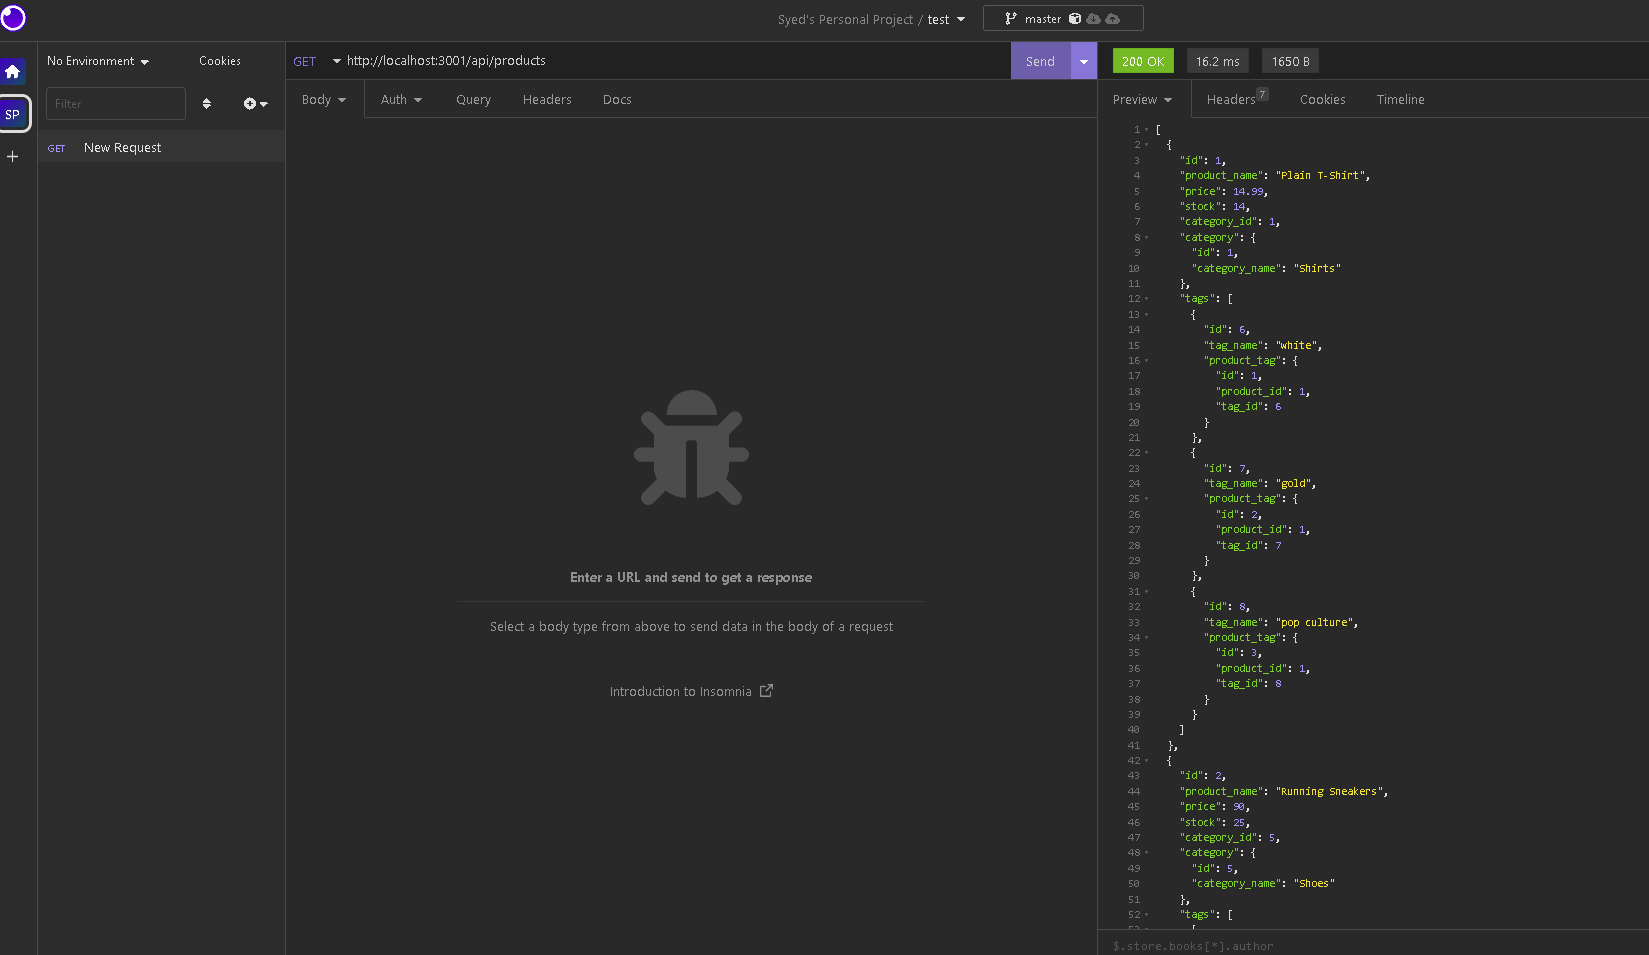 Syed's Personal Project / test
master
No Environment
Cookies
GET http://localhost:3001/api/products
Send
200 OK
16.2 ms
1650 B
Filter
SP
GET New Request
Body
Auth
Query
Headers
Docs
Enter a URL and send to get a response
Select a body type from above to send data in the body of a request
Introduction to Insomnia
Preview
Headers 7
Cookies
Timeline
1 [
2 {
3 "id": 1,
4 "product_name": "Plain T-Shirt",
5 "price": 14.99,
6 "stock": 14,
7 "category_id": 1,
8 "category": {
9 "id": 1,
10 "category_name": "Shirts"
11 },
12 "tags": [
13 {
14 "id": 6,
15 "tag_name": "white",
16 "product_tag": {
17 "id": 1,
18 "product_id": 1,
19 "tag_id": 6
20 }
21 },
22 {
23 "id": 7,
24 "tag_name": "gold",
25 "product_tag": {
26 "id": 2,
27 "product_id": 1,
28 "tag_id": 7
29 }
30 },
31 {
32 "id": 8,
33 "tag_name": "pop culture",
34 "product_tag": {
35 "id": 3,
36 "product_id": 1,
37 "tag_id": 8
38 }
39 }
40 ]
41 },
42 {
43 "id": 2,
44 "product_name": "Running Sneakers",
45 "price": 90,
46 "stock": 25,
47 "category_id": 5,
48 "category": {
49 "id": 5,
50 "category_name": "Shoes"
51 },
52 "tags": [
$.store.books[*].author